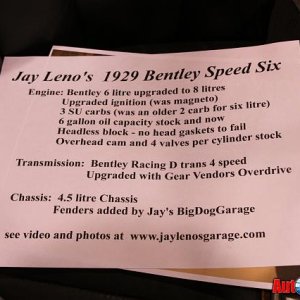 Jay Leno's 1929 Bentley Speed Six
Engine: Bentley 6 litre upgraded to 8 litres
Upgraded ignition (was magneto)
3 SU carbs (was an older 2 carb for six litre)
6 gallon oil capacity stock and now
Headless block - no head gaskets to fail
Overhead cam and 4 valves per cylinder stock
Transmission: Bentley Racing D trans 4 speed
Upgraded with Gear Vendors Overdrive
Chassis: 4.5 litre Chassis
Fenders added by Jay's BigDogGarage
see video and photos at www.jaylenosgarage.com